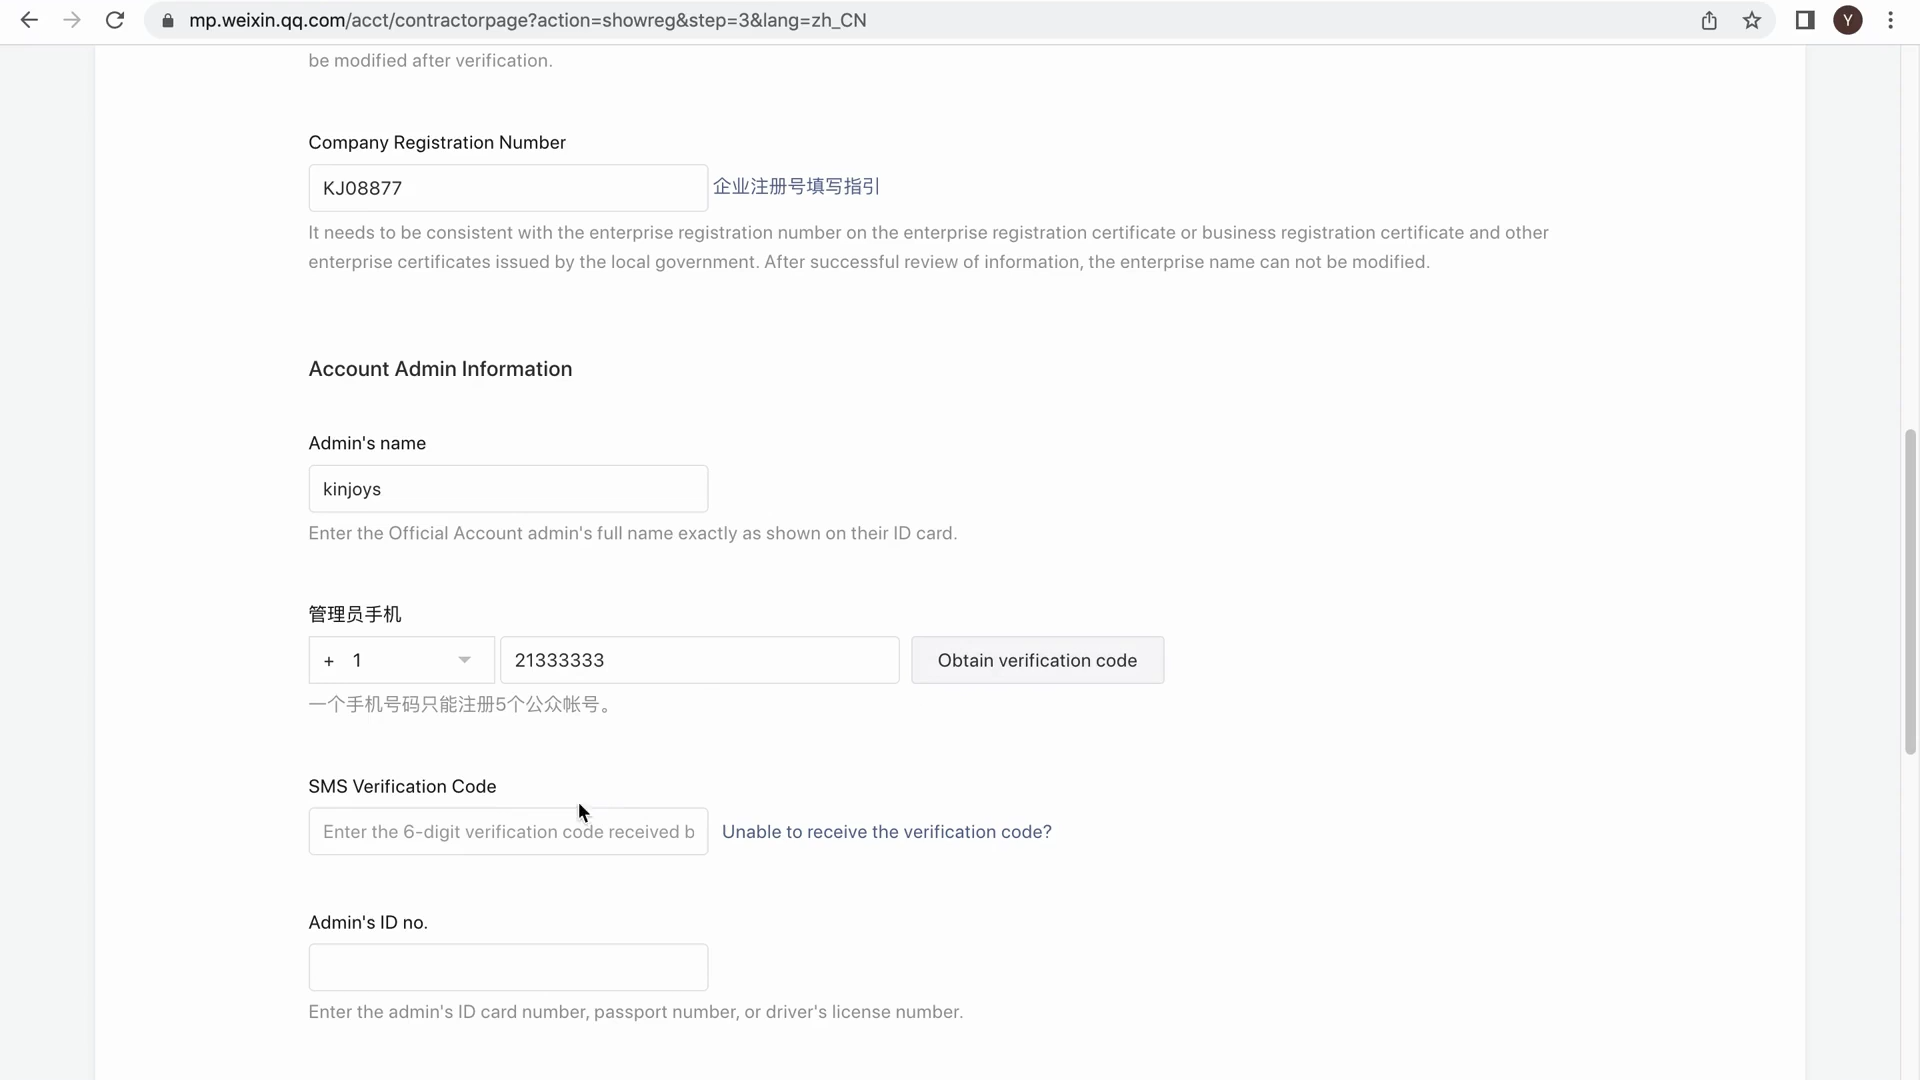 mp.weixin.qq.com/acct/contractorpage?action=showreg&step=3&lang=zh_CN
Y
be modified after verification.
Company Registration Number
KJ08877 企业注册号填写指引
It needs to be consistent with the enterprise registration number on the enterprise registration certificate or business registration certificate and other
enterprise certificates issued by the local government. After successful review of information, the enterprise name can not be modified.
Account Admin Information
Admin's name
kinjoys
Enter the Official Account admin's full name exactly as shown on their ID card.
管理员手机
+ 1 21333333 Obtain verification code
一个手机号码只能注册5个公众帐号。
SMS Verification Code
Enter the 6-digit verification code received b Unable to receive the verification code?
Admin's ID no.
Enter the admin's ID card number, passport number, or driver's license number.